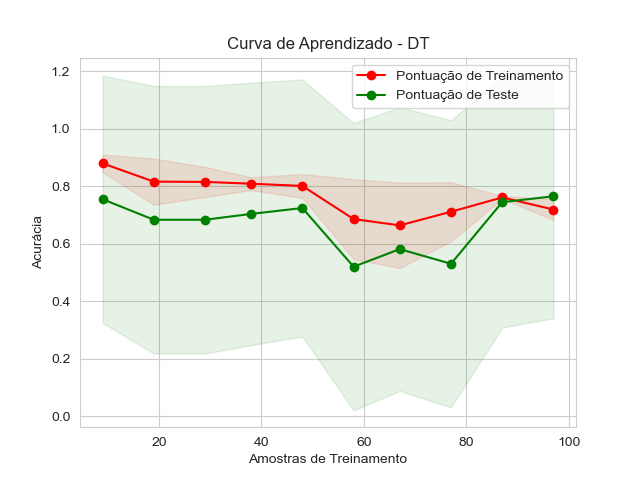 Curva de Aprendizado - DT
Pontuação de Treinamento
Pontuação de Teste
Acurácia
1.2
1.0
0.8
0.6
0.4
0.2
0.0
20 40 60 80 100
Amostras de Treinamento